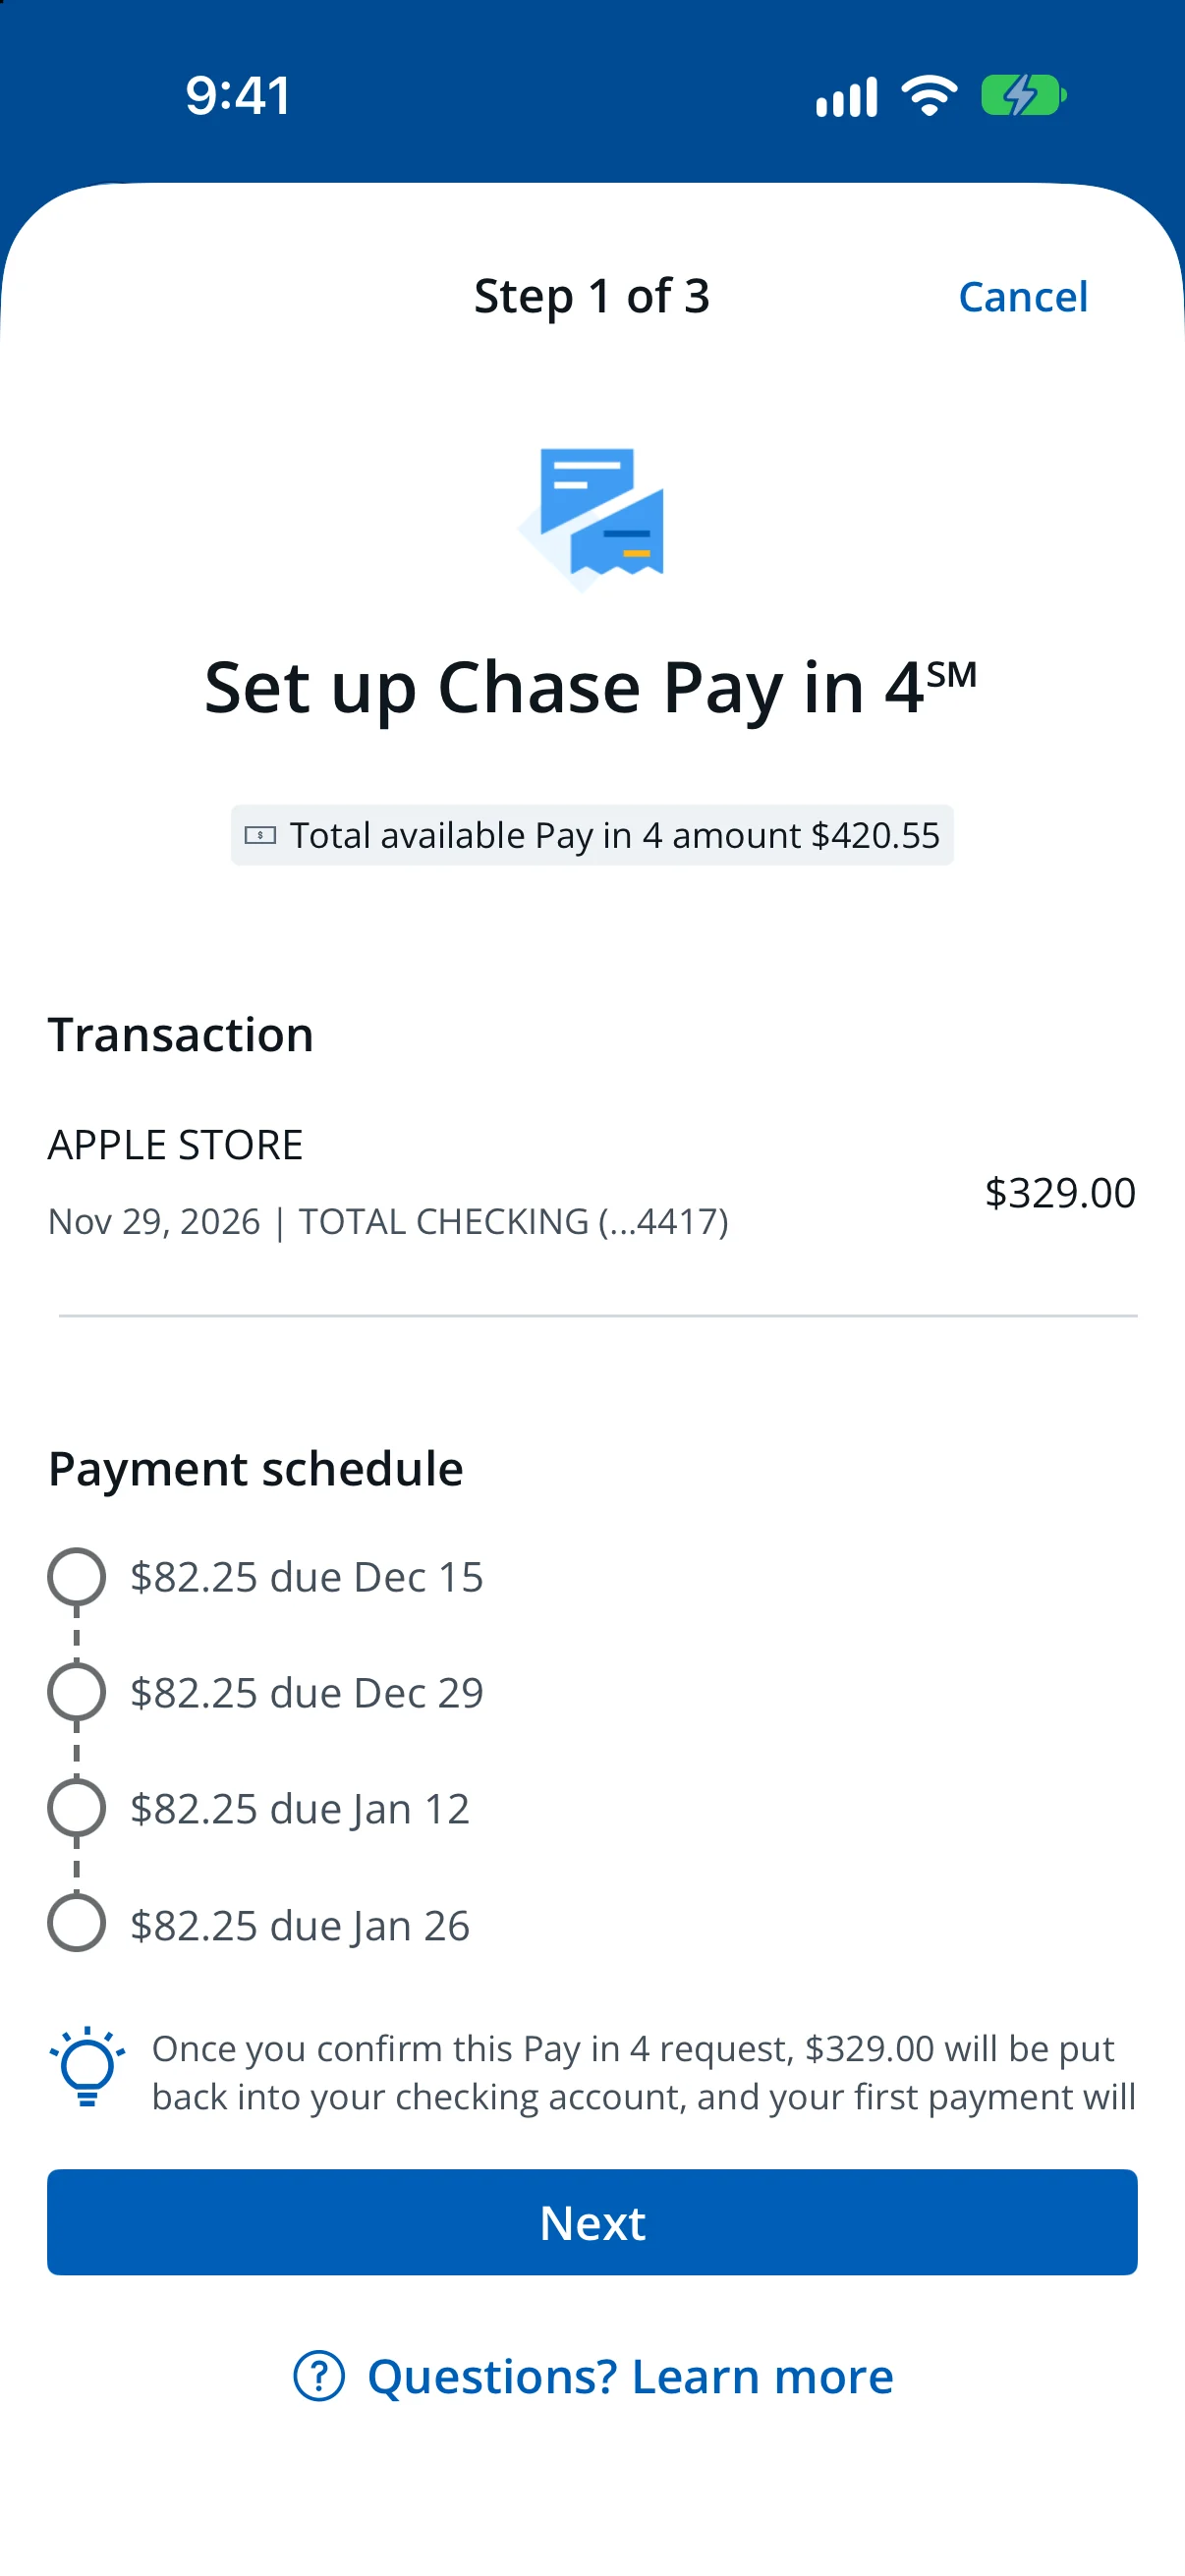 9:41
Step 1 of 3
Cancel
Set up Chase Pay in 4℠
Total available Pay in 4 amount $420.55
Transaction
APPLE STORE
$329.00
Nov 29, 2026 | TOTAL CHECKING (...4417)
Payment schedule
$82.25 due Dec 15
$82.25 due Dec 29
$82.25 due Jan 12
$82.25 due Jan 26
Once you confirm this Pay in 4 request, $329.00 will be put
back into your checking account, and your first payment will
Next
Questions? Learn more